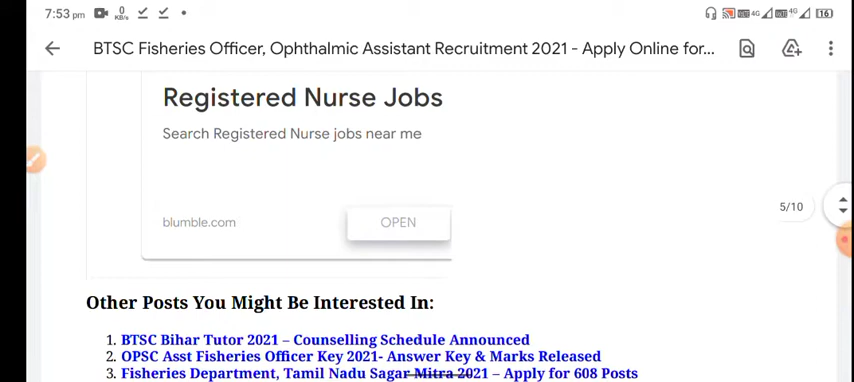 7:53 pm 0 KB/s 4G 4G 16
BTSC Fisheries Officer, Ophthalmic Assistant Recruitment 2021 - Apply Online for...
Registered Nurse Jobs
Search Registered Nurse jobs near me
blumble.com OPEN
5/10
Other Posts You Might Be Interested In:
1. BTSC Bihar Tutor 2021 – Counselling Schedule Announced
2. OPSC Asst Fisheries Officer Key 2021- Answer Key & Marks Released
3. Fisheries Department, Tamil Nadu Sagar Mitra 2021 – Apply for 608 Posts